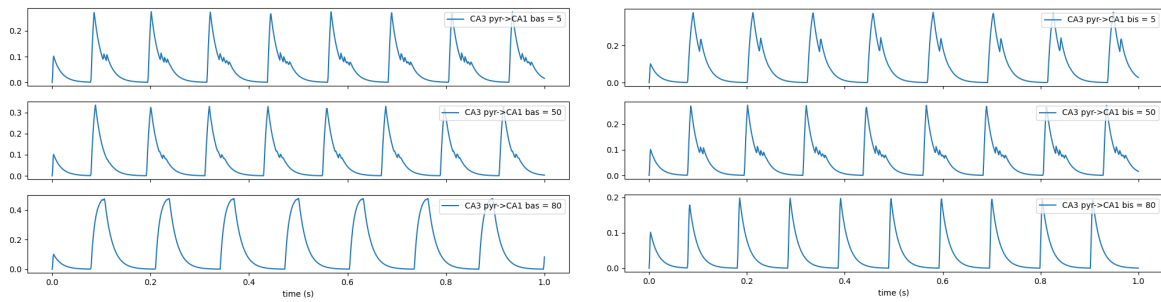 CA3 pyr->CA1 bas = 5
0.2
0.1
0.0
CA3 pyr->CA1 bas = 50
0.3
0.2
0.1
0.0
CA3 pyr->CA1 bas = 80
0.4
0.2
0.0
0.0 0.2 0.4 0.6 0.8 1.0
time (s)
CA3 pyr->CA1 bis = 5
0.2
0.0
CA3 pyr->CA1 bis = 50
0.2
0.1
0.0
CA3 pyr->CA1 bis = 80
0.2
0.1
0.0
0.0 0.2 0.4 0.6 0.8 1.0
time (s)